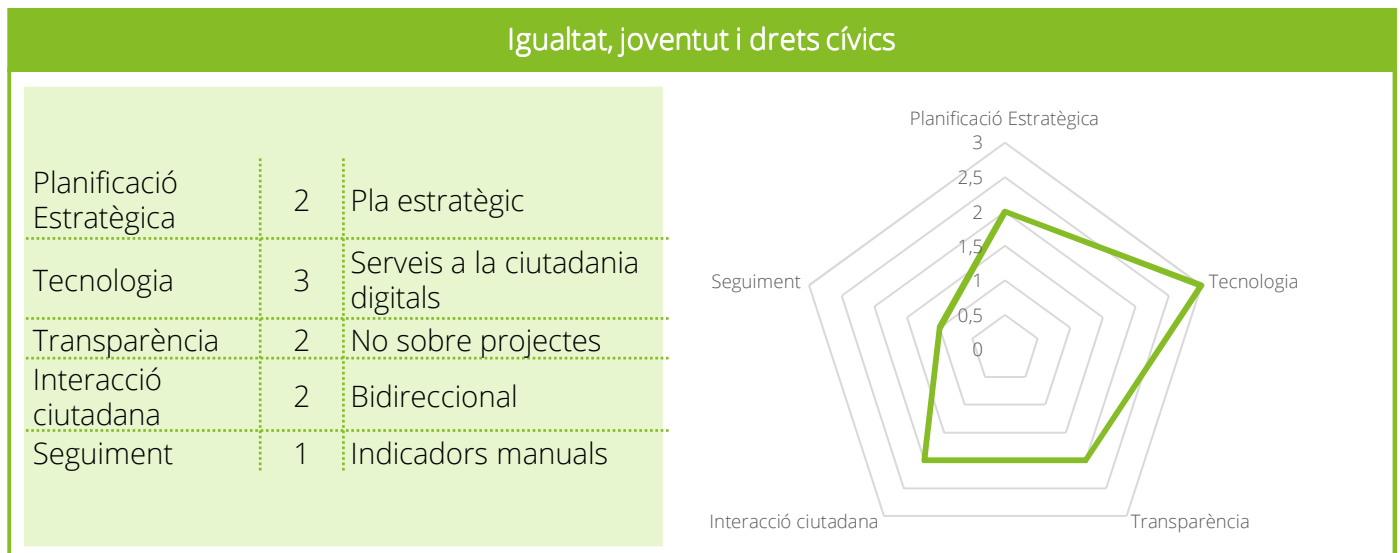 Igualtat, joventut i drets cívics
Planificació
Estratègica
2
Pla estratègic
Tecnologia
3
Serveis a la ciutadania
digitals
Transparència
2
No sobre projectes
Interacció
ciutadana
2
Bidireccional
Seguiment
1
Indicadors manuals
Planificació Estratègica
3
2,5
2
1,5
1
0,5
0
Seguiment
Tecnologia
Interacció ciutadana
Transparència